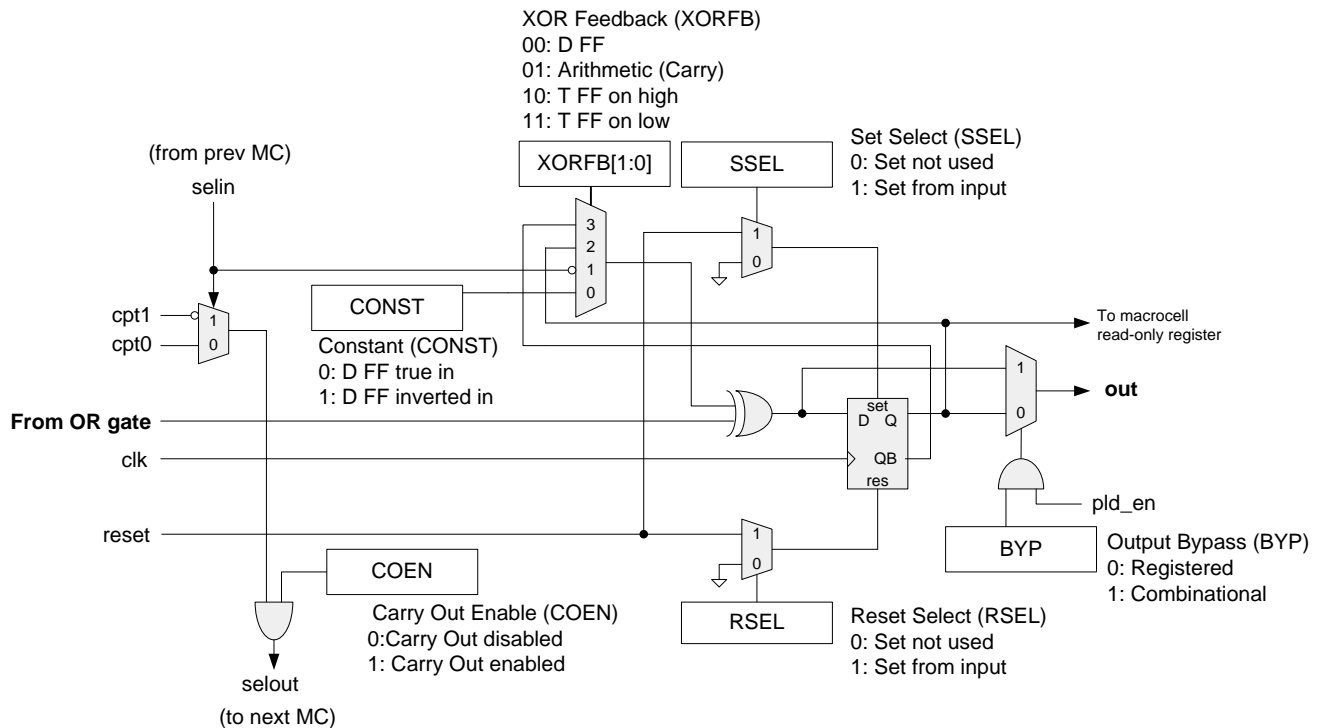 XOR Feedback (XORFB)
00: D FF
01: Arithmetic (Carry)
10: T FF on high
11: T FF on low
(from prev MC)
selin
XORFB[1:0]
SSEL
Set Select (SSEL)
0: Set not used
1: Set from input
3
2
1
0
1
0
CONST
Constant (CONST)
0: D FF true in
1: D FF inverted in
cpt1
cpt0
1
0
To macrocell
read-only register
1
0
out
From OR gate
clk
set
D Q
QB
res
pld_en
reset
1
0
BYP
Output Bypass (BYP)
0: Registered
1: Combinational
COEN
Carry Out Enable (COEN)
0:Carry Out disabled
1: Carry Out enabled
RSEL
Reset Select (RSEL)
0: Set not used
1: Set from input
selout
(to next MC)